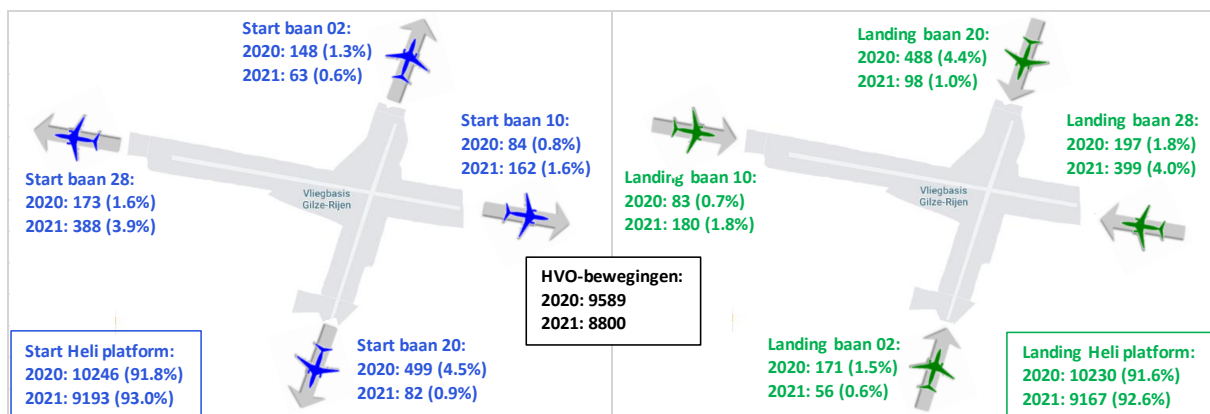 Start baan 02:
2020: 148 (1.3%)
2021: 63 (0.6%)
Start baan 10:
2020: 84 (0.8%)
2021: 162 (1.6%)
Start baan 28:
2020: 173 (1.6%)
2021: 388 (3.9%)
Vliegbasis
Gilze-Rijen
Start Heli platform:
2020: 10246 (91.8%)
2021: 9193 (93.0%)
Start baan 20:
2020: 499 (4.5%)
2021: 82 (0.9%)
HVO-bewegingen:
2020: 9589
2021: 8800
Landing baan 20:
2020: 488 (4.4%)
2021: 98 (1.0%)
Landing baan 28:
2020: 197 (1.8%)
2021: 399 (4.0%)
Landing baan 10:
2020: 83 (0.7%)
2021: 180 (1.8%)
Vliegbasis
Gilze-Rijen
Landing baan 02:
2020: 171 (1.5%)
2021: 56 (0.6%)
Landing Heli platform:
2020: 10230 (91.6%)
2021: 9167 (92.6%)